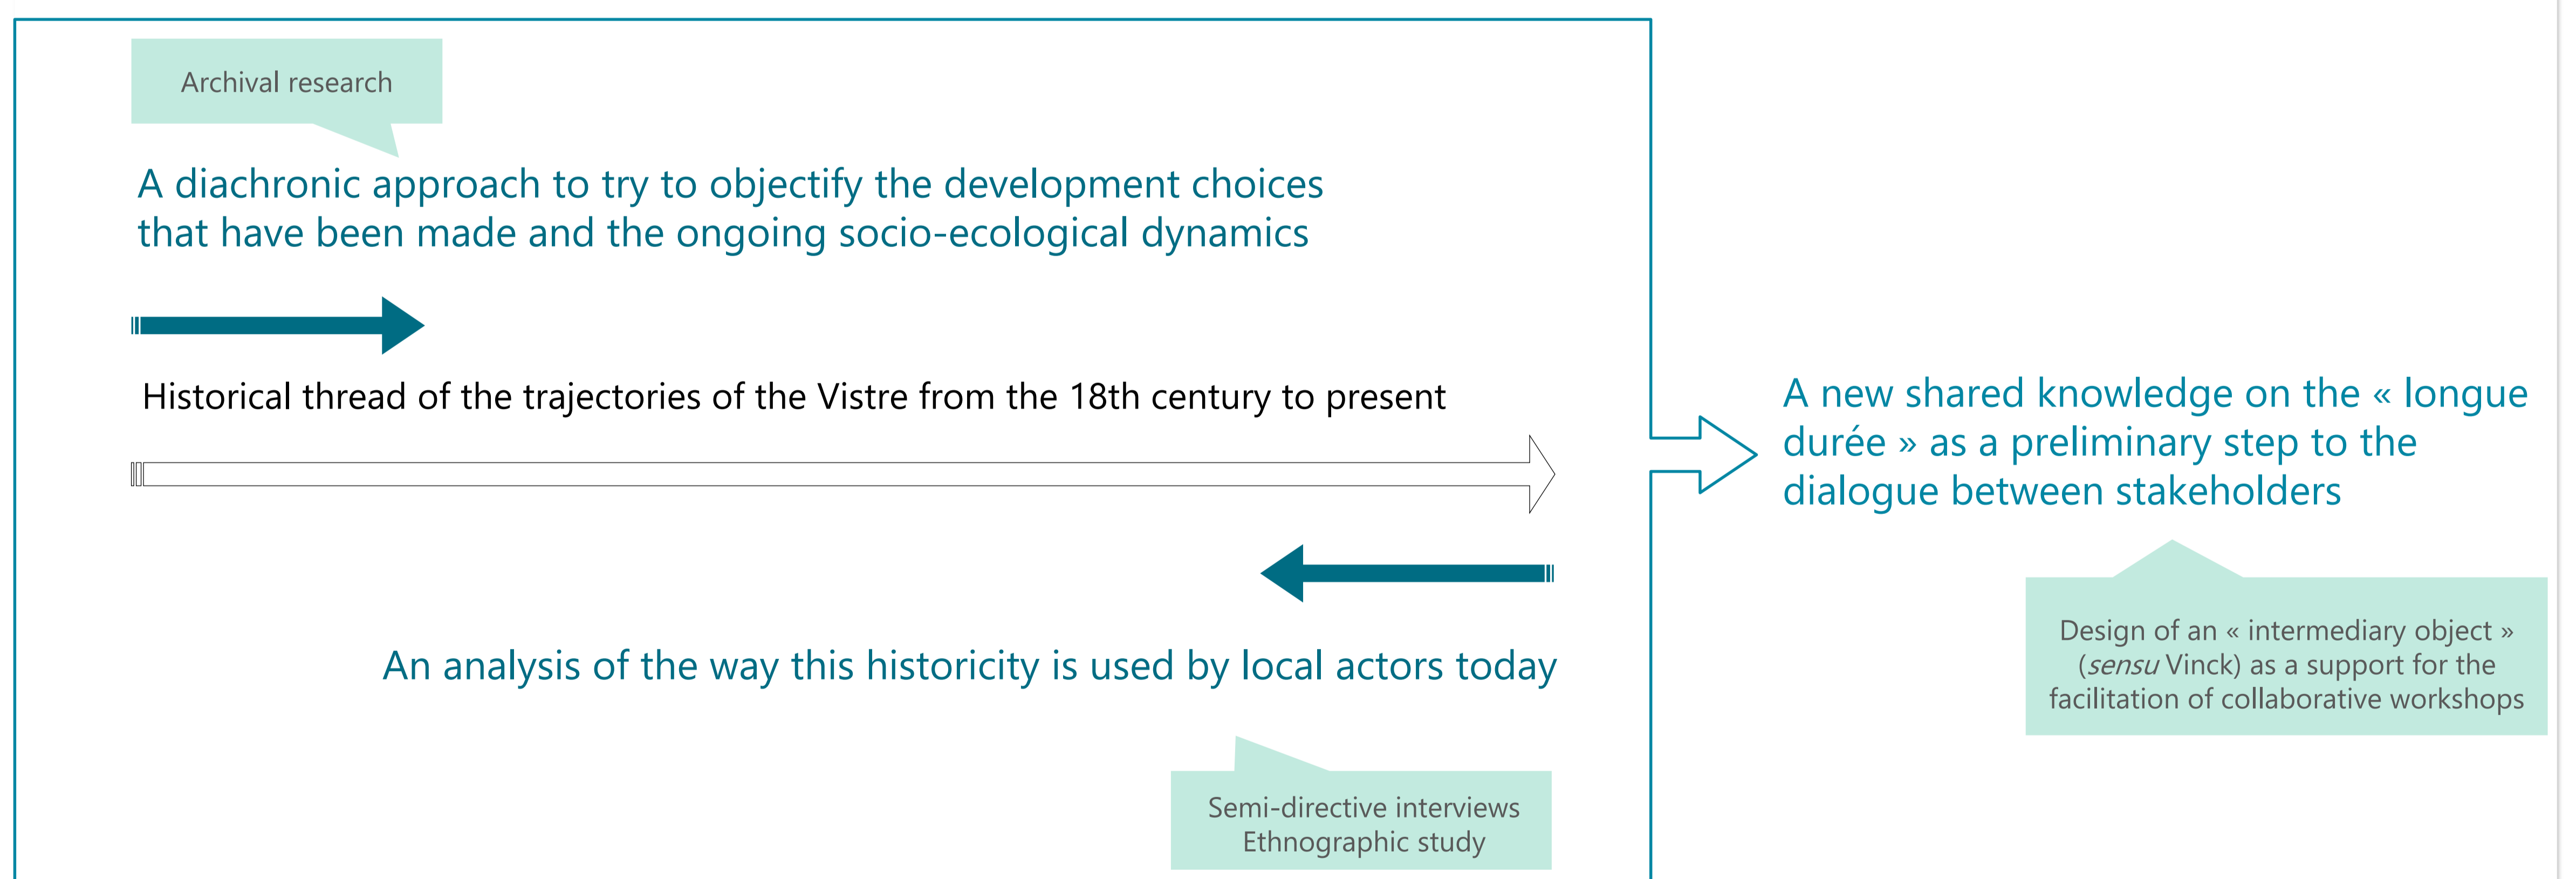 Archival research
A diachronic approach to try to objectify the development choices
that have been made and the ongoing socio-ecological dynamics
Historical thread of the trajectories of the Vistre from the 18th century to present
An analysis of the way this historicity is used by local actors today
Semi-directive interviews
Ethnographic study
A new shared knowledge on the « longue
durée » as a preliminary step to the
dialogue between stakeholders
Design of an « intermediary object »
(sensu Vinck) as a support for the
facilitation of collaborative workshops